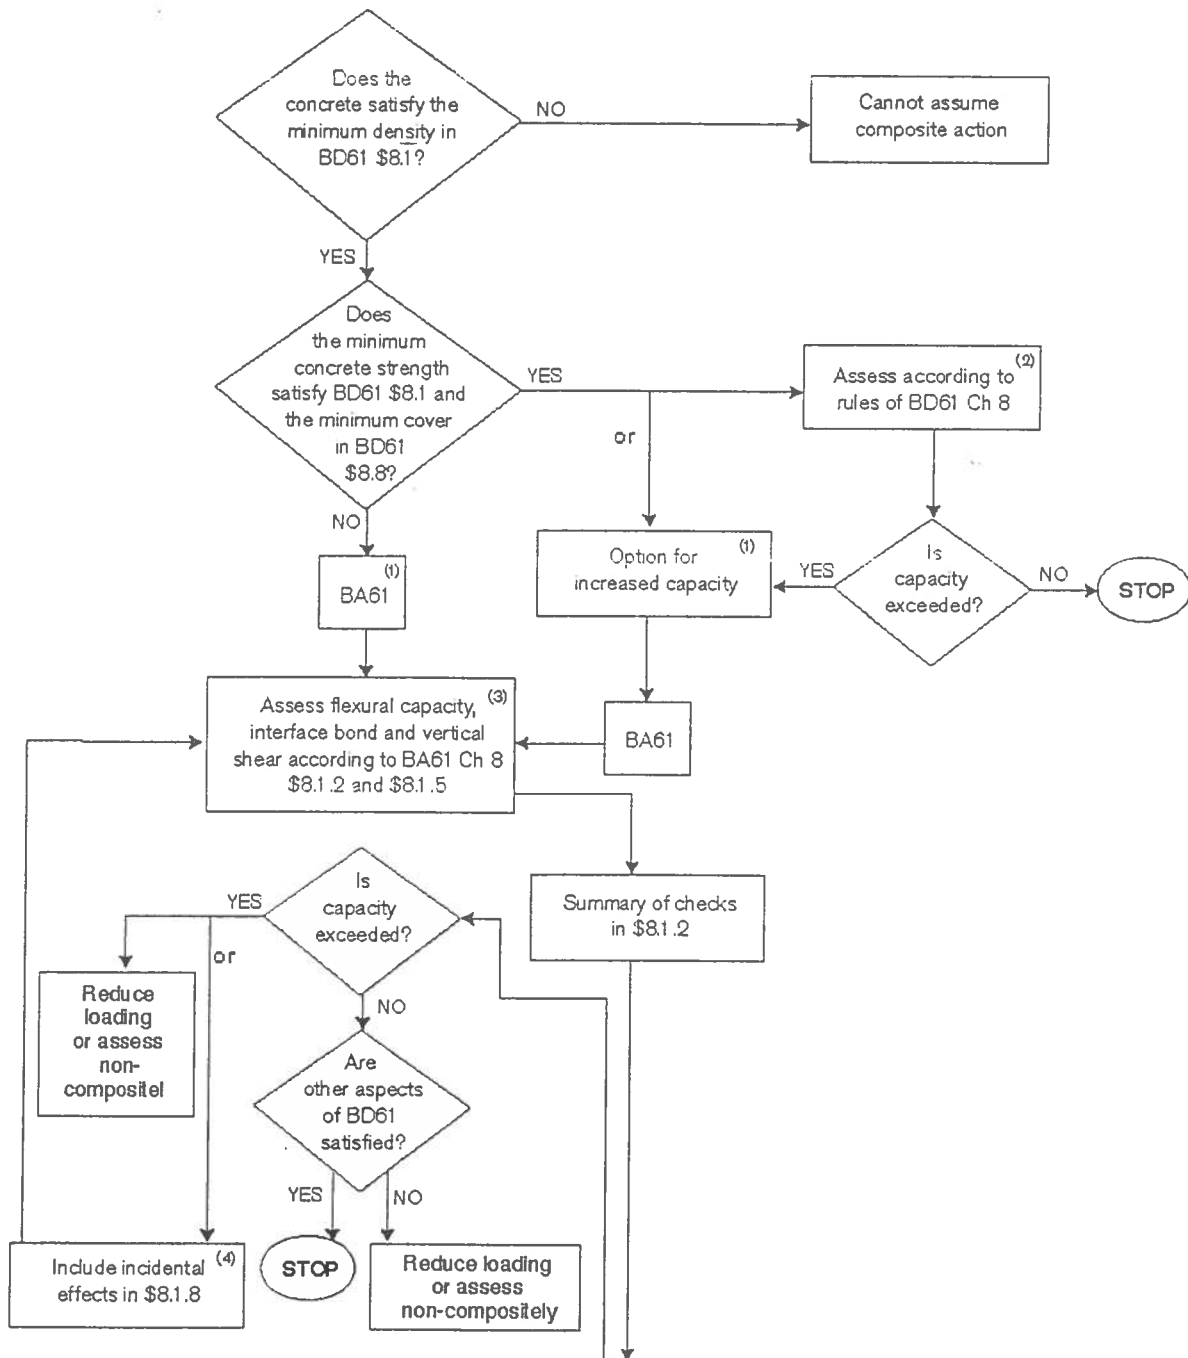 Does the
concrete satisfy the
minimum density in
BD61 $8.1?
NO
Cannot assume
composite action
YES
Does
the minimum
concrete strength
satisfy BD61 $8.1 and
the minimum cover
in BD61
$8.8?
YES
or
(2)
Assess according to
rules of BD61 Ch 8
NO
(1)
BA61
(1)
Option for
increased capacity
YES
Is
capacity
exceeded?
NO
STOP
(3)
Assess flexural capacity,
interface bond and vertical
shear according to BA61 Ch 8
$8.1.2 and $8.1.5
BA61
Summary of checks
in $8.1.2
Is
capacity
exceeded?
YES
or
Reduce
loading
or assess
non-
compositel
NO
Are
other aspects
of BD61
satisfied?
YES
NO
(4)
Include incidental
effects in $8.1.8
STOP
Reduce loading
or assess
non-compositely